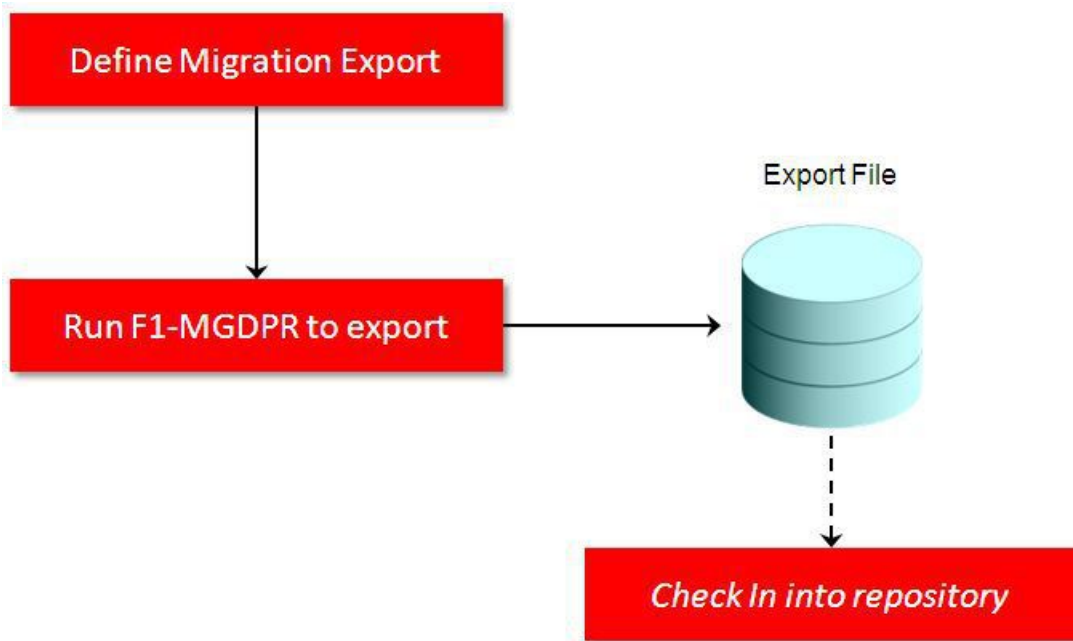 Define Migration Export
Export File
Run F1-MGDPR to export
Check In into repository